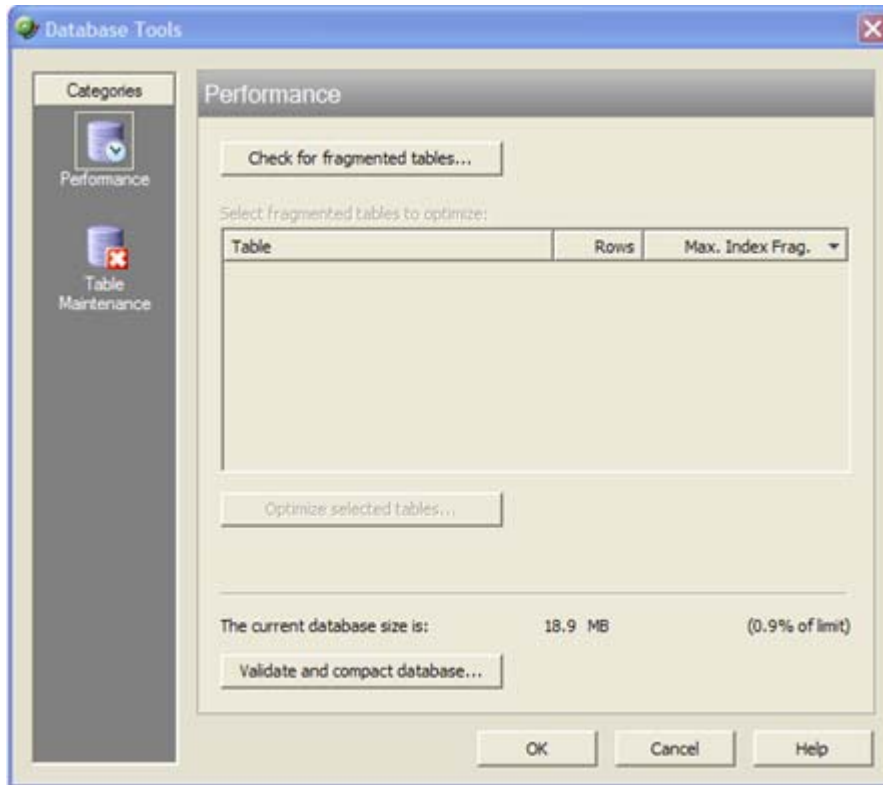 Database Tools
Categories
Performance
Table
Maintenance
Performance
Check for fragmented tables...
Select fragmented tables to optimize:
Table Rows Max. Index Frag.
Optimize selected tables...
The current database size is: 18.9 MB (0.9% of limit)
Validate and compact database...
OK Cancel Help